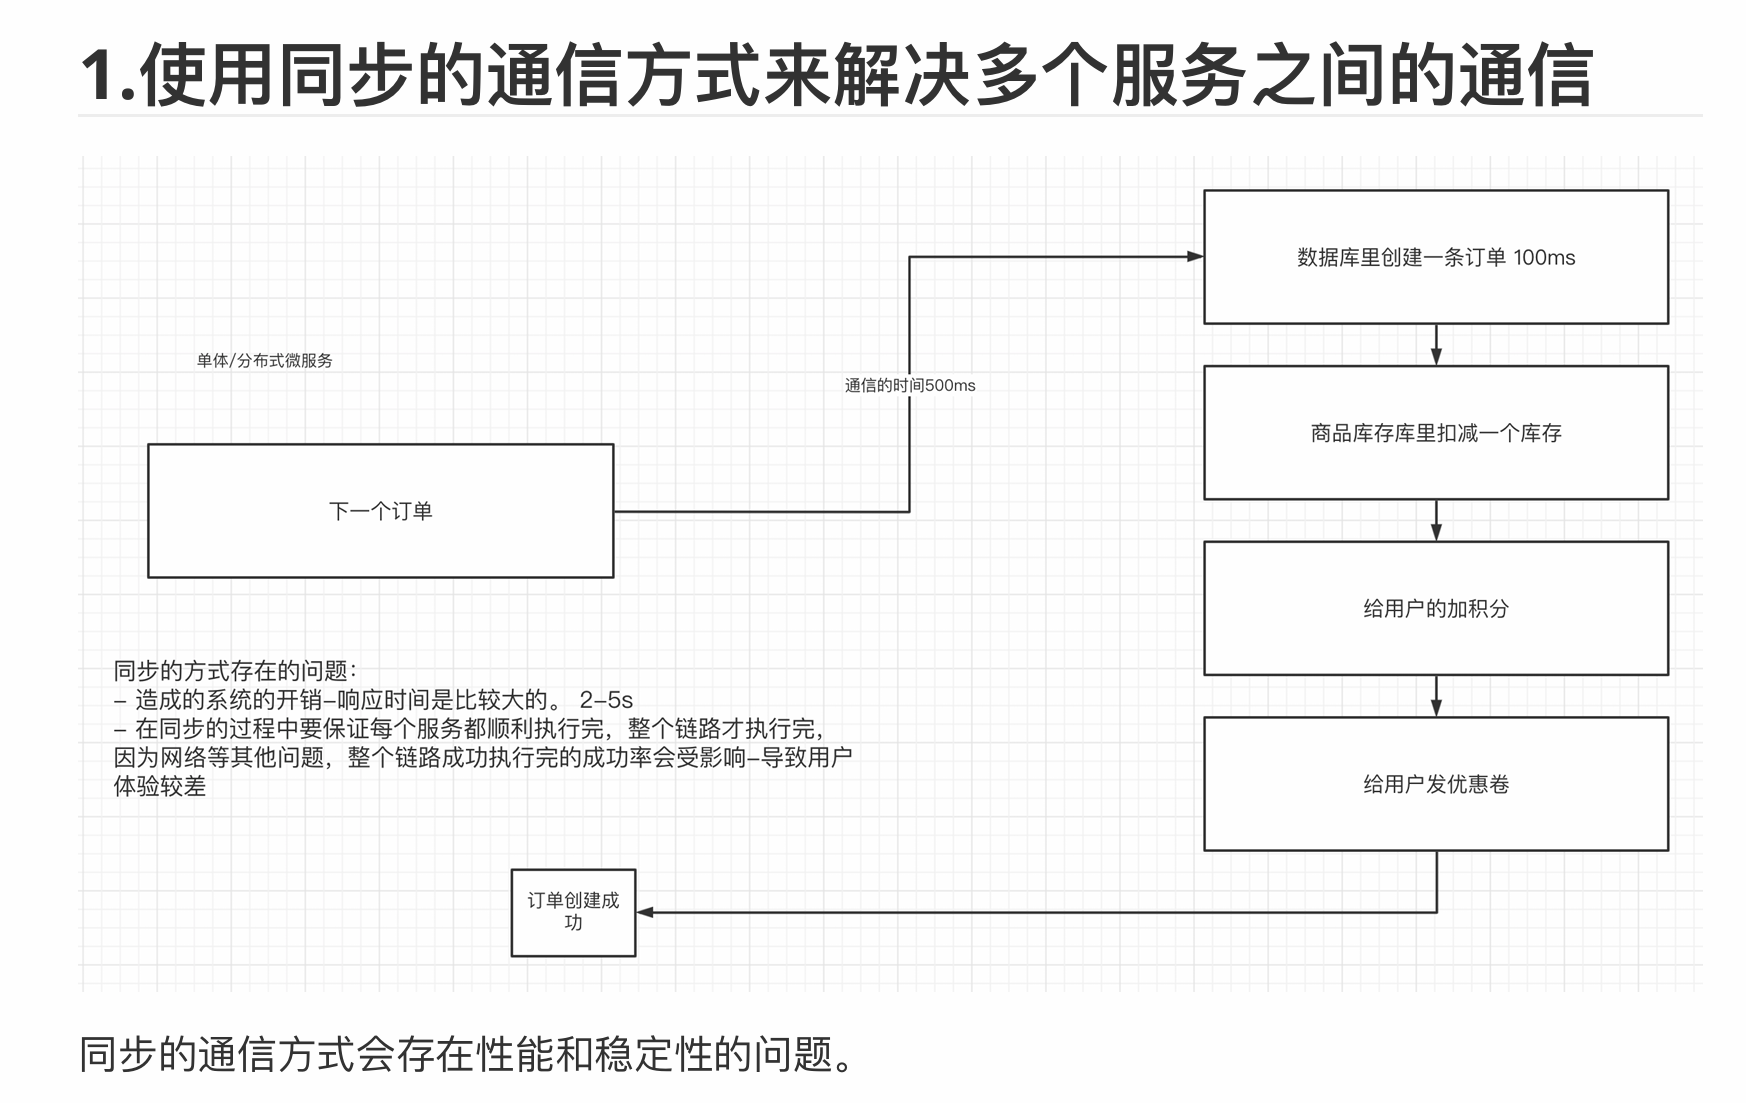 1.使用同步的通信方式来解决多个服务之间的通信
数据库里创建一条订单 100ms
单体/分布式微服务
通信的时间500ms
商品库存库里扣减一个库存
下一个订单
给用户的加积分
同步的方式存在的问题：
- 造成的系统的开销-响应时间是比较大的。 2-5s
- 在同步的过程中要保证每个服务都顺利执行完，整个链路才执行完，
因为网络等其他问题，整个链路成功执行完的成功率会受影响-导致用户
体验较差
给用户发优惠卷
订单创建成
功
同步的通信方式会存在性能和稳定性的问题。